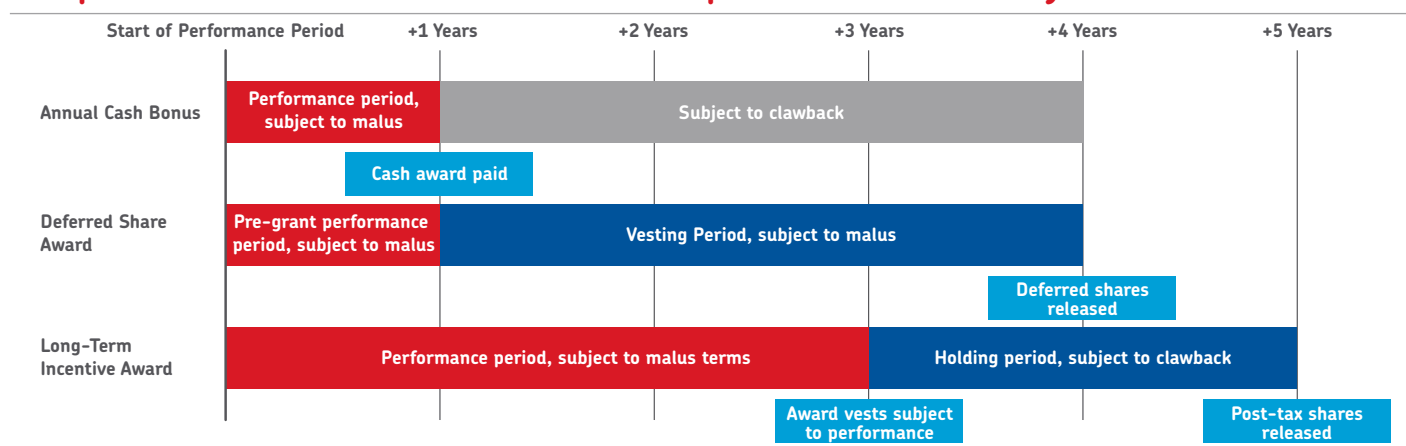 Start of Performance Period +1 Years +2 Years +3 Years +4 Years +5 Years
Annual Cash Bonus
Performance period,
subject to malus
Subject to clawback
Cash award paid
Deferred Share
Award
Pre-grant performance
period, subject to malus
Vesting Period, subject to malus
Deferred shares
released
Long-Term
Incentive Award
Performance period, subject to malus terms
Holding period, subject to clawback
Award vests subject
to performance
Post-tax shares
released